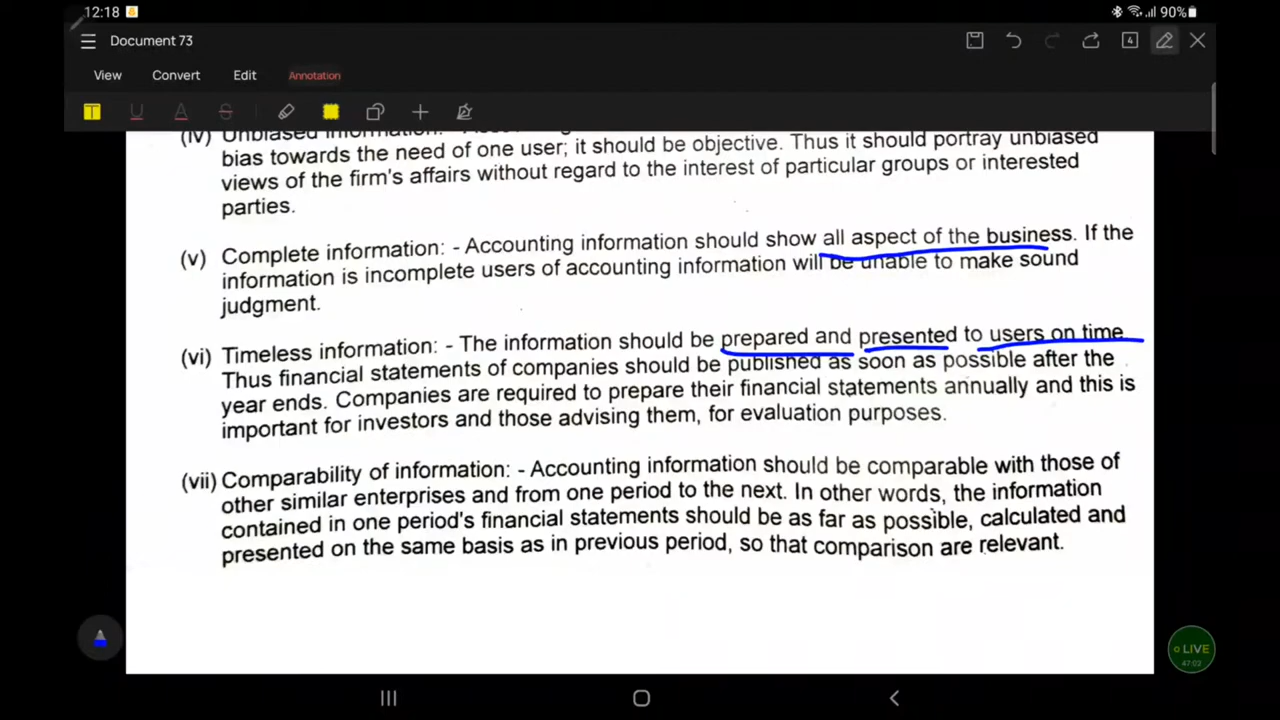 12:18
90%
Document 73
4
View Convert Edit Annotation
(iv) Unbiased information: -
bias towards the need of one user; it should be objective. Thus it should portray unbiased
views of the firm's affairs without regard to the interest of particular groups or interested
parties.
(v) Complete information: - Accounting information should show all aspect of the business. If the
information is incomplete users of accounting information will be unable to make sound
judgment.
(vi) Timeless information: - The information should be prepared and presented to users on time
Thus financial statements of companies should be published as soon as possible after the
year ends. Companies are required to prepare their financial statements annually and this is
important for investors and those advising them, for evaluation purposes.
(vii) Comparability of information: - Accounting information should be comparable with those of
other similar enterprises and from one period to the next. In other words, the information
contained in one period's financial statements should be as far as possible, calculated and
presented on the same basis as in previous period, so that comparison are relevant.
LIVE
47:02